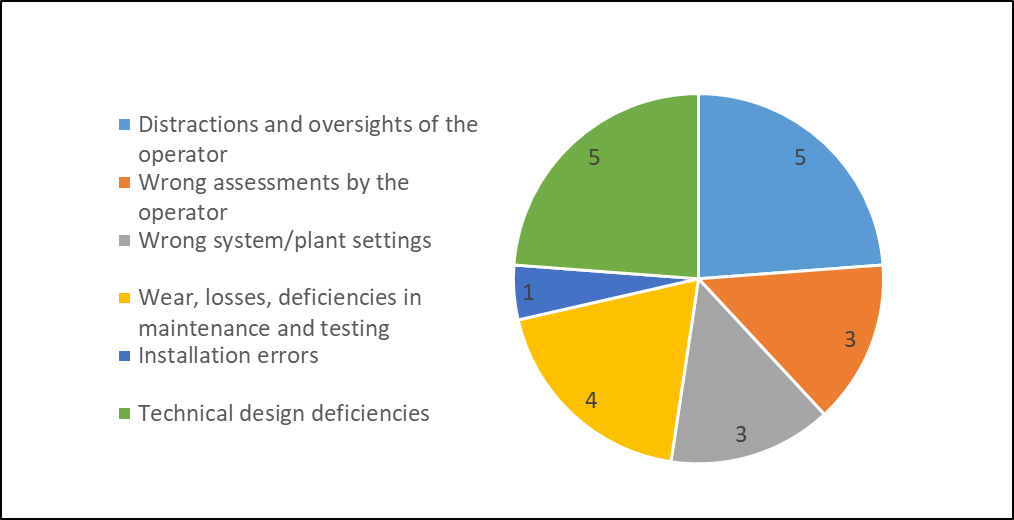 Distractions and oversights of the
operator
Wrong assessments by the
operator
Wrong system/plant settings
Wear, losses, deficiencies in
maintenance and testing
Installation errors
Technical design deficiencies
5
5
1
3
4
3